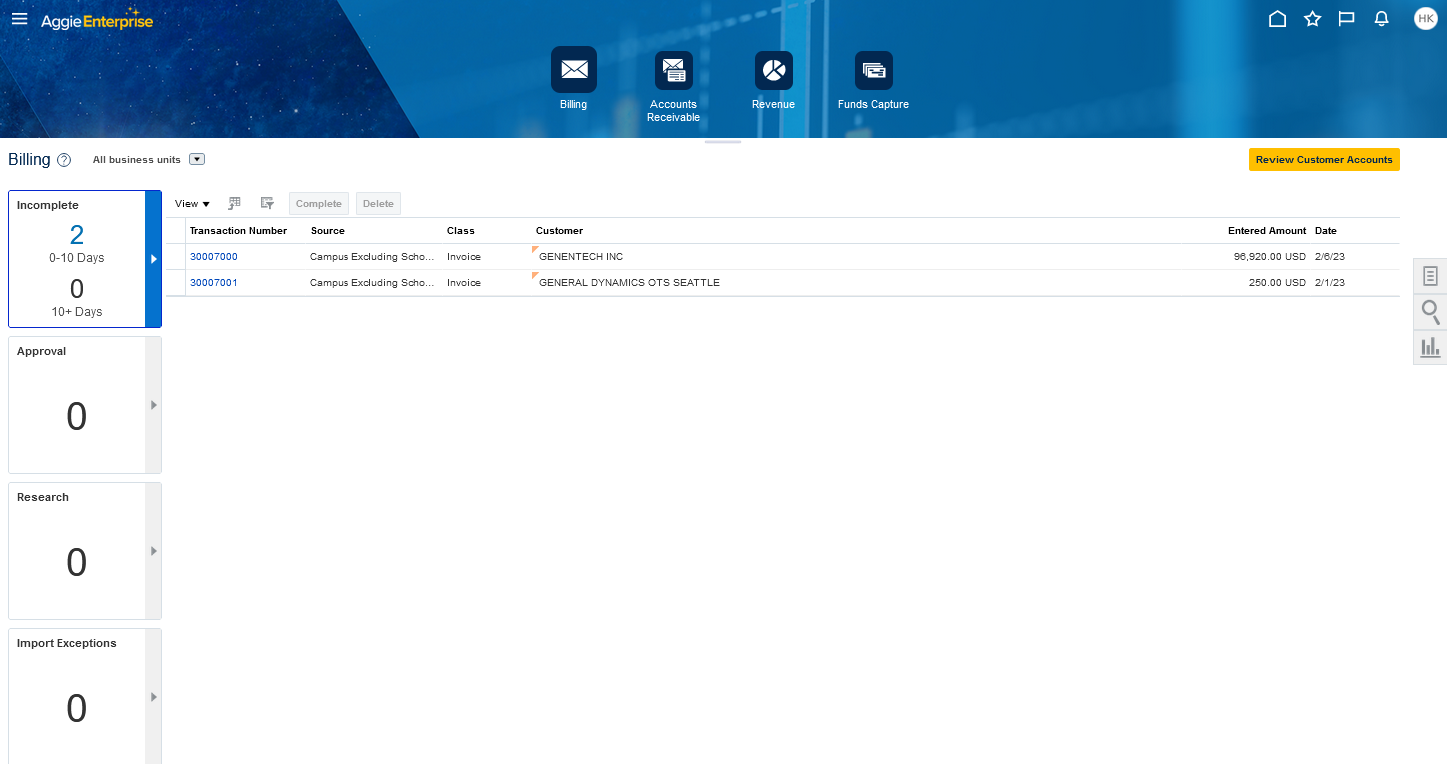 Aggie Enterprise
HK
Billing
Accounts
Receivable
Revenue
Funds Capture
Billing ? All business units
Review Customer Accounts
Incomplete
2
0-10 Days
0
10+ Days
Approval
0
Research
0
Import Exceptions
0
View Complete Delete
Transaction Number Source Class Customer Entered Amount Date
30007000 Campus Excluding Scho... Invoice GENENTECH INC 96,920.00 USD 2/6/23
30007001 Campus Excluding Scho... Invoice GENERAL DYNAMICS OTS SEATTLE 250.00 USD 2/1/23